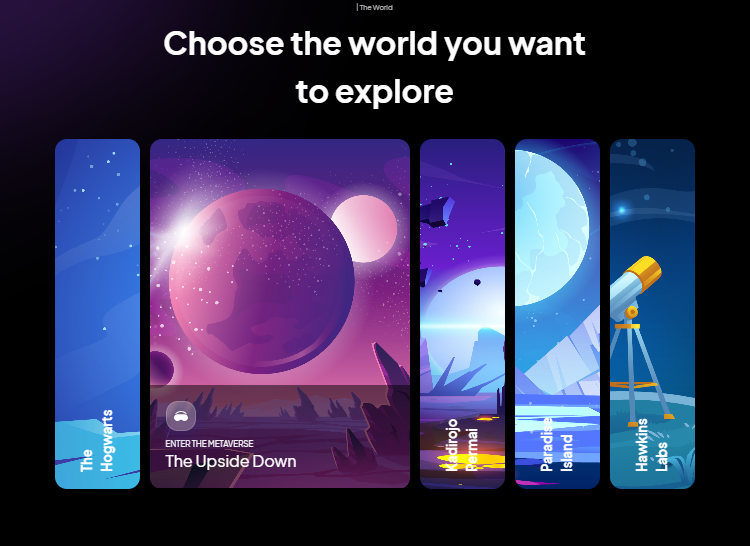 | The World
Choose the world you want
to explore
The
Hogwarts
ENTER THE METAVERSE
The Upside Down
Kadirojo
Permai
Paradise
Island
Hawkins
Labs